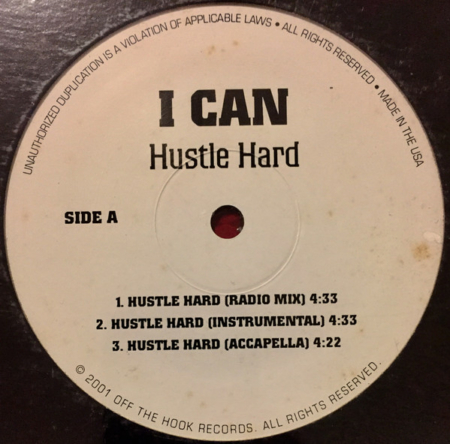 UNAUTHORIZED DUPLICATION IS A VIOLATION OF APPLICABLE LAWS • ALL RIGHTS RESERVED • MADE IN THE USA
I CAN
Hustle Hard
SIDE A
1. HUSTLE HARD (RADIO MIX) 4:33
2. HUSTLE HARD (INSTRUMENTAL) 4:33
3. HUSTLE HARD (ACCAPELLA) 4:22
© 2001 OFF THE HOOK RECORDS. ALL RIGHTS RESERVED.